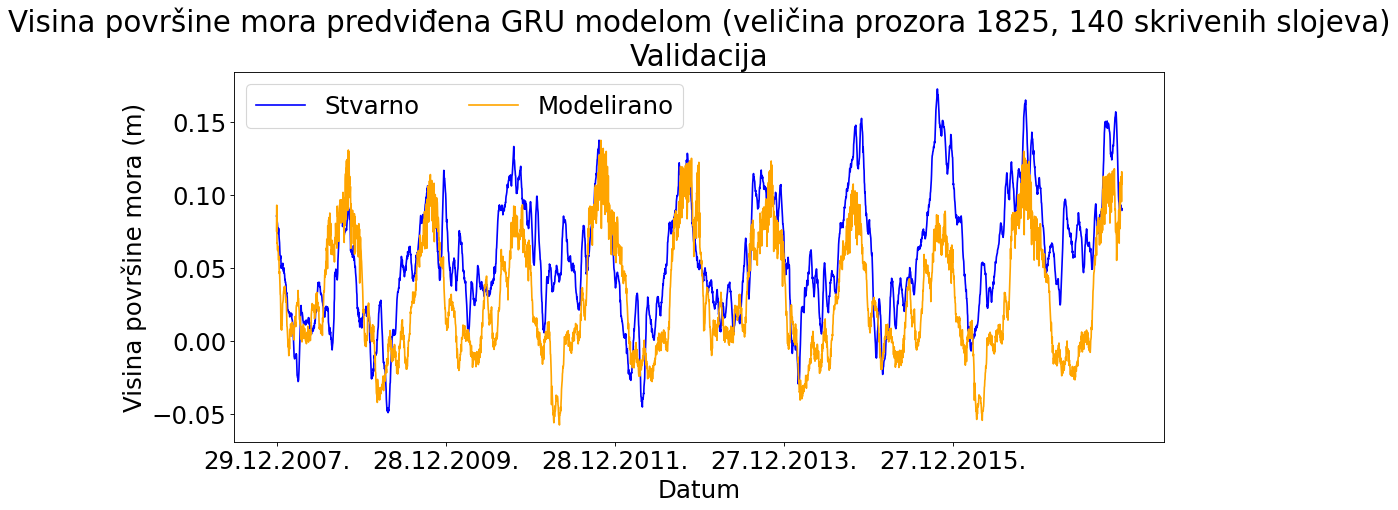 Visina površine mora predviđena GRU modelom (veličina prozora 1825, 140 skrivenih slojeva)
Validacija
Stvarno
Modelirano
Visina površine mora (m)
0.15
0.10
0.05
0.00
−0.05
29.12.2007.
28.12.2009.
28.12.2011.
27.12.2013.
27.12.2015.
Datum